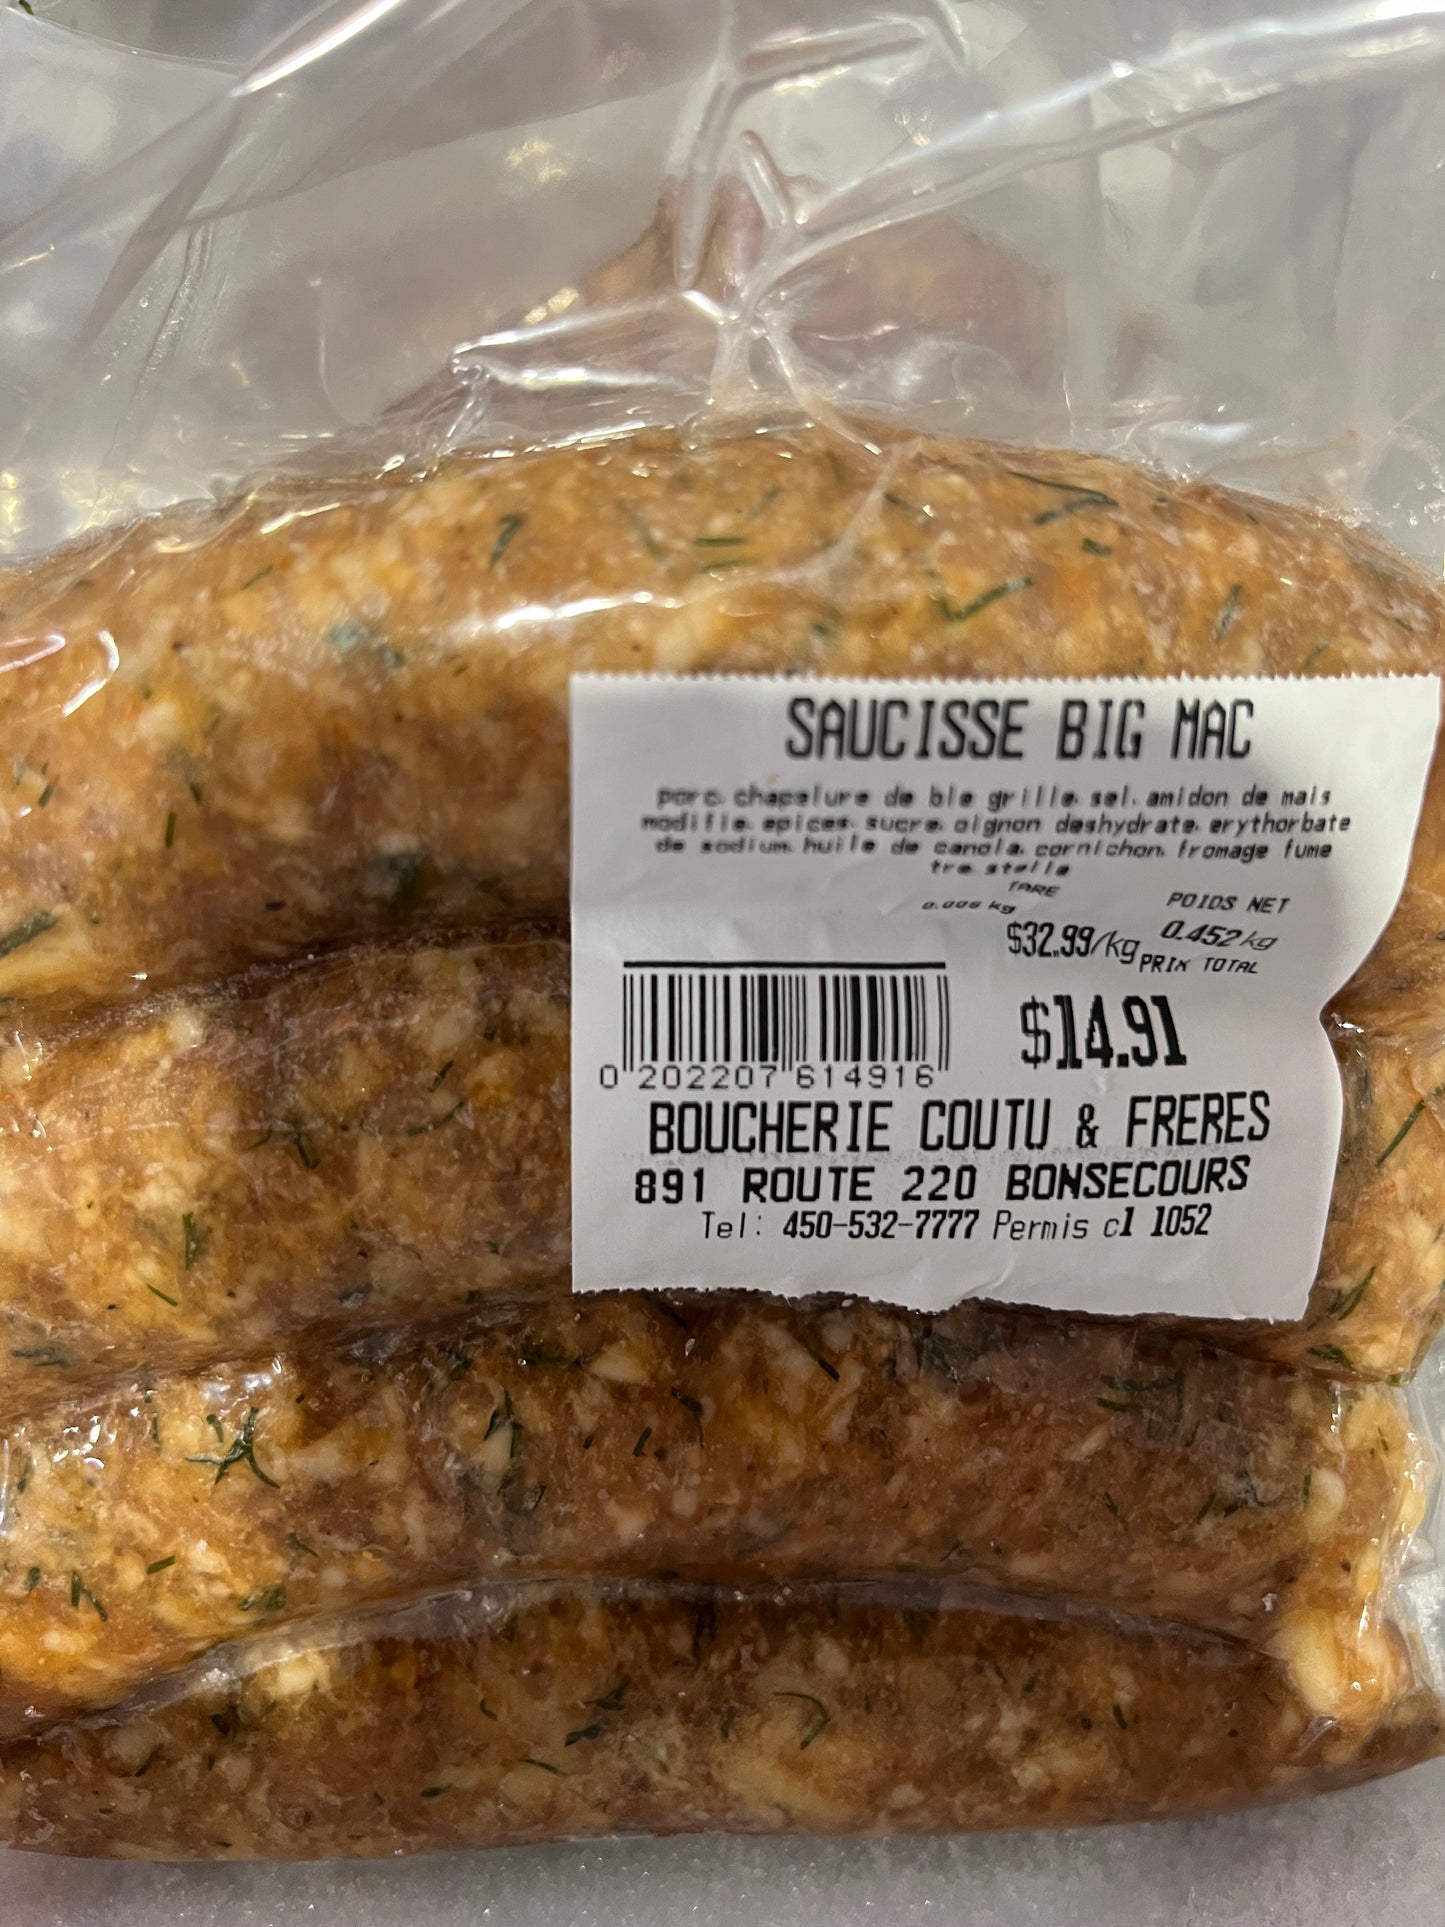 SAUCISSE BIG MAC
porc. chapelure de ble grille. sel. amidon de mais
modifie. epices. sucre. oignon deshydrate. erythorbate
de sodium. huile de canola. cornichon. fromage fume
tre stelle
TARE
0.006 kg
POIDS NET
$32.99/kg 0.452kg
PRIX TOTAL
$14.91
0 202207 614916
BOUCHERIE COUTU & FRERES
891 ROUTE 220 BONSECOURS
Tel: 450-532-7777 Permis c1 1052